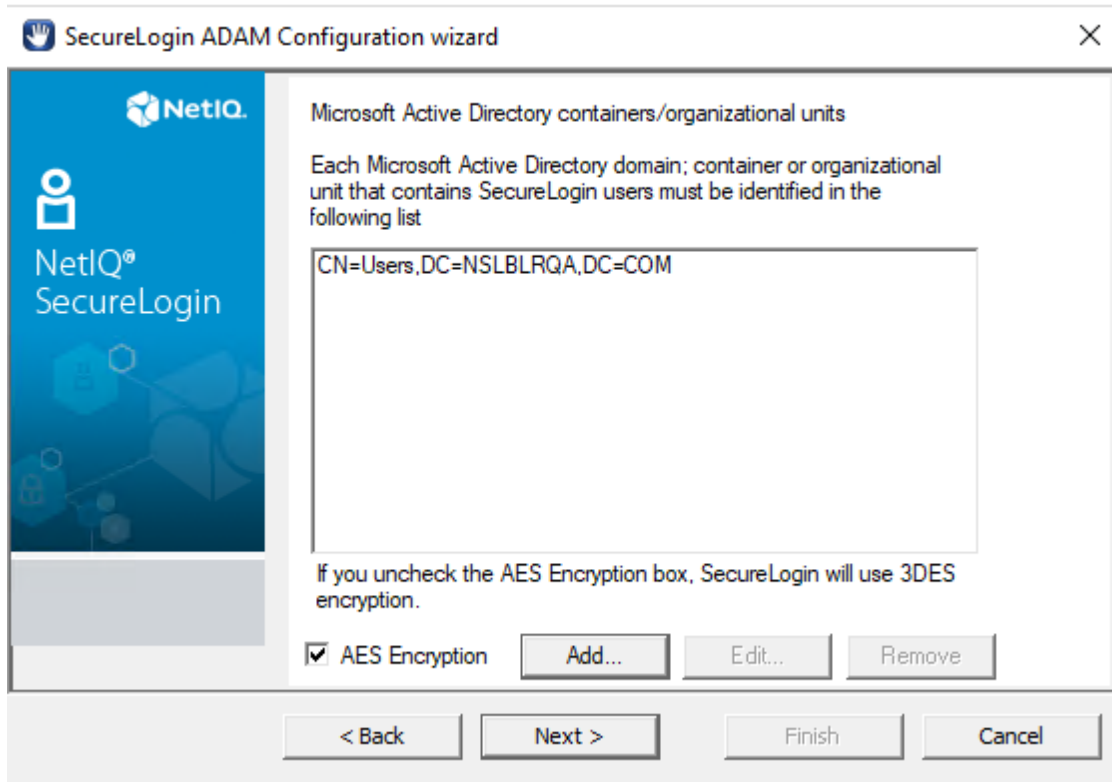 SecureLogin ADAM Configuration wizard
NetIQ.
NetIQ®
SecureLogin
Microsoft Active Directory containers/organizational units
Each Microsoft Active Directory domain; container or organizational
unit that contains SecureLogin users must be identified in the
following list
CN=Users,DC=NSLBLRQA,DC=COM
If you uncheck the AES Encryption box, SecureLogin will use 3DES
encryption.
AES Encryption
Add...
Edit...
Remove
< Back
Next >
Finish
Cancel